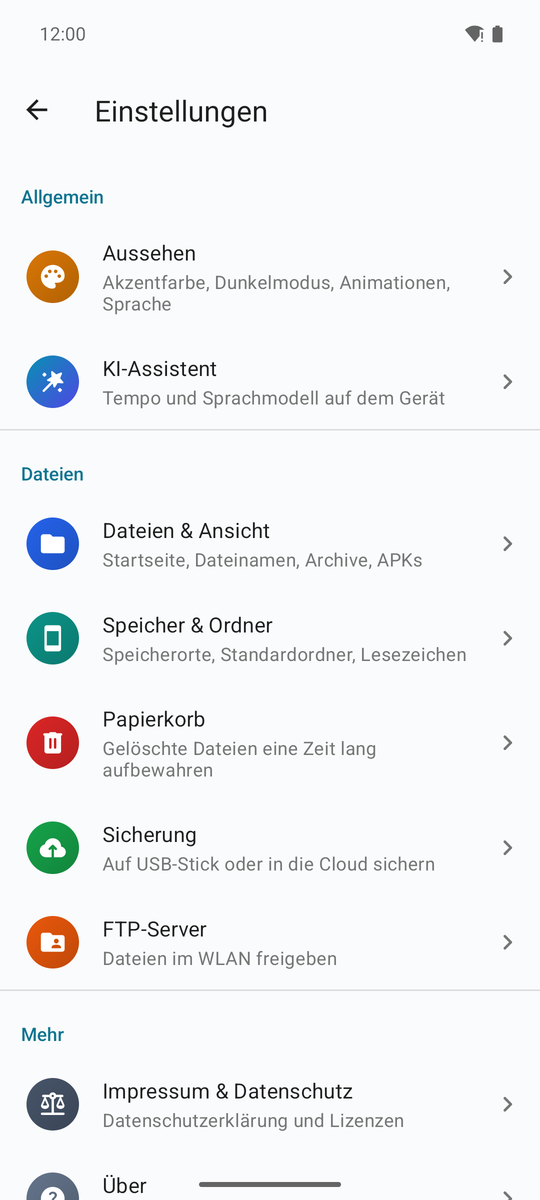 12:00
Einstellungen
Allgemein
Aussehen
Akzentfarbe, Dunkelmodus, Animationen,
Sprache
KI-Assistent
Tempo und Sprachmodell auf dem Gerät
Dateien
Dateien & Ansicht
Startseite, Dateinamen, Archive, APKs
Speicher & Ordner
Speicherorte, Standardordner, Lesezeichen
Papierkorb
Gelöschte Dateien eine Zeit lang
aufbewahren
Sicherung
Auf USB-Stick oder in die Cloud sichern
FTP-Server
Dateien im WLAN freigeben
Mehr
Impressum & Datenschutz
Datenschutzerklärung und Lizenzen
Über